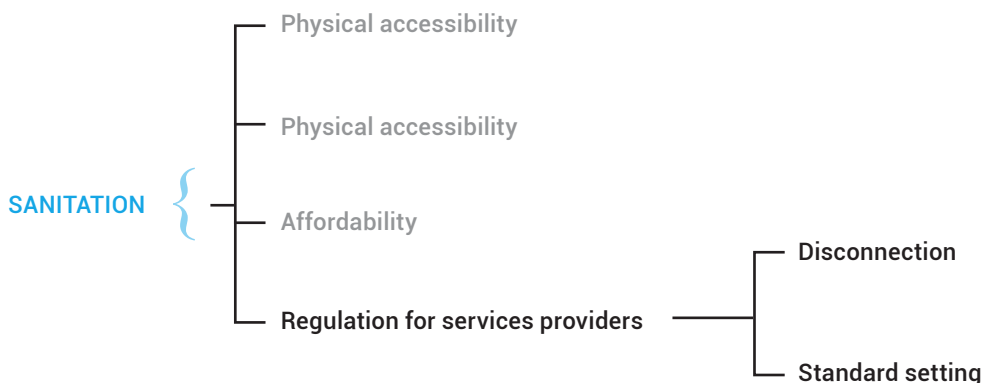 Physical accessibility
Physical accessibility
SANITATION
Affordability
Disconnection
Regulation for services providers
Standard setting